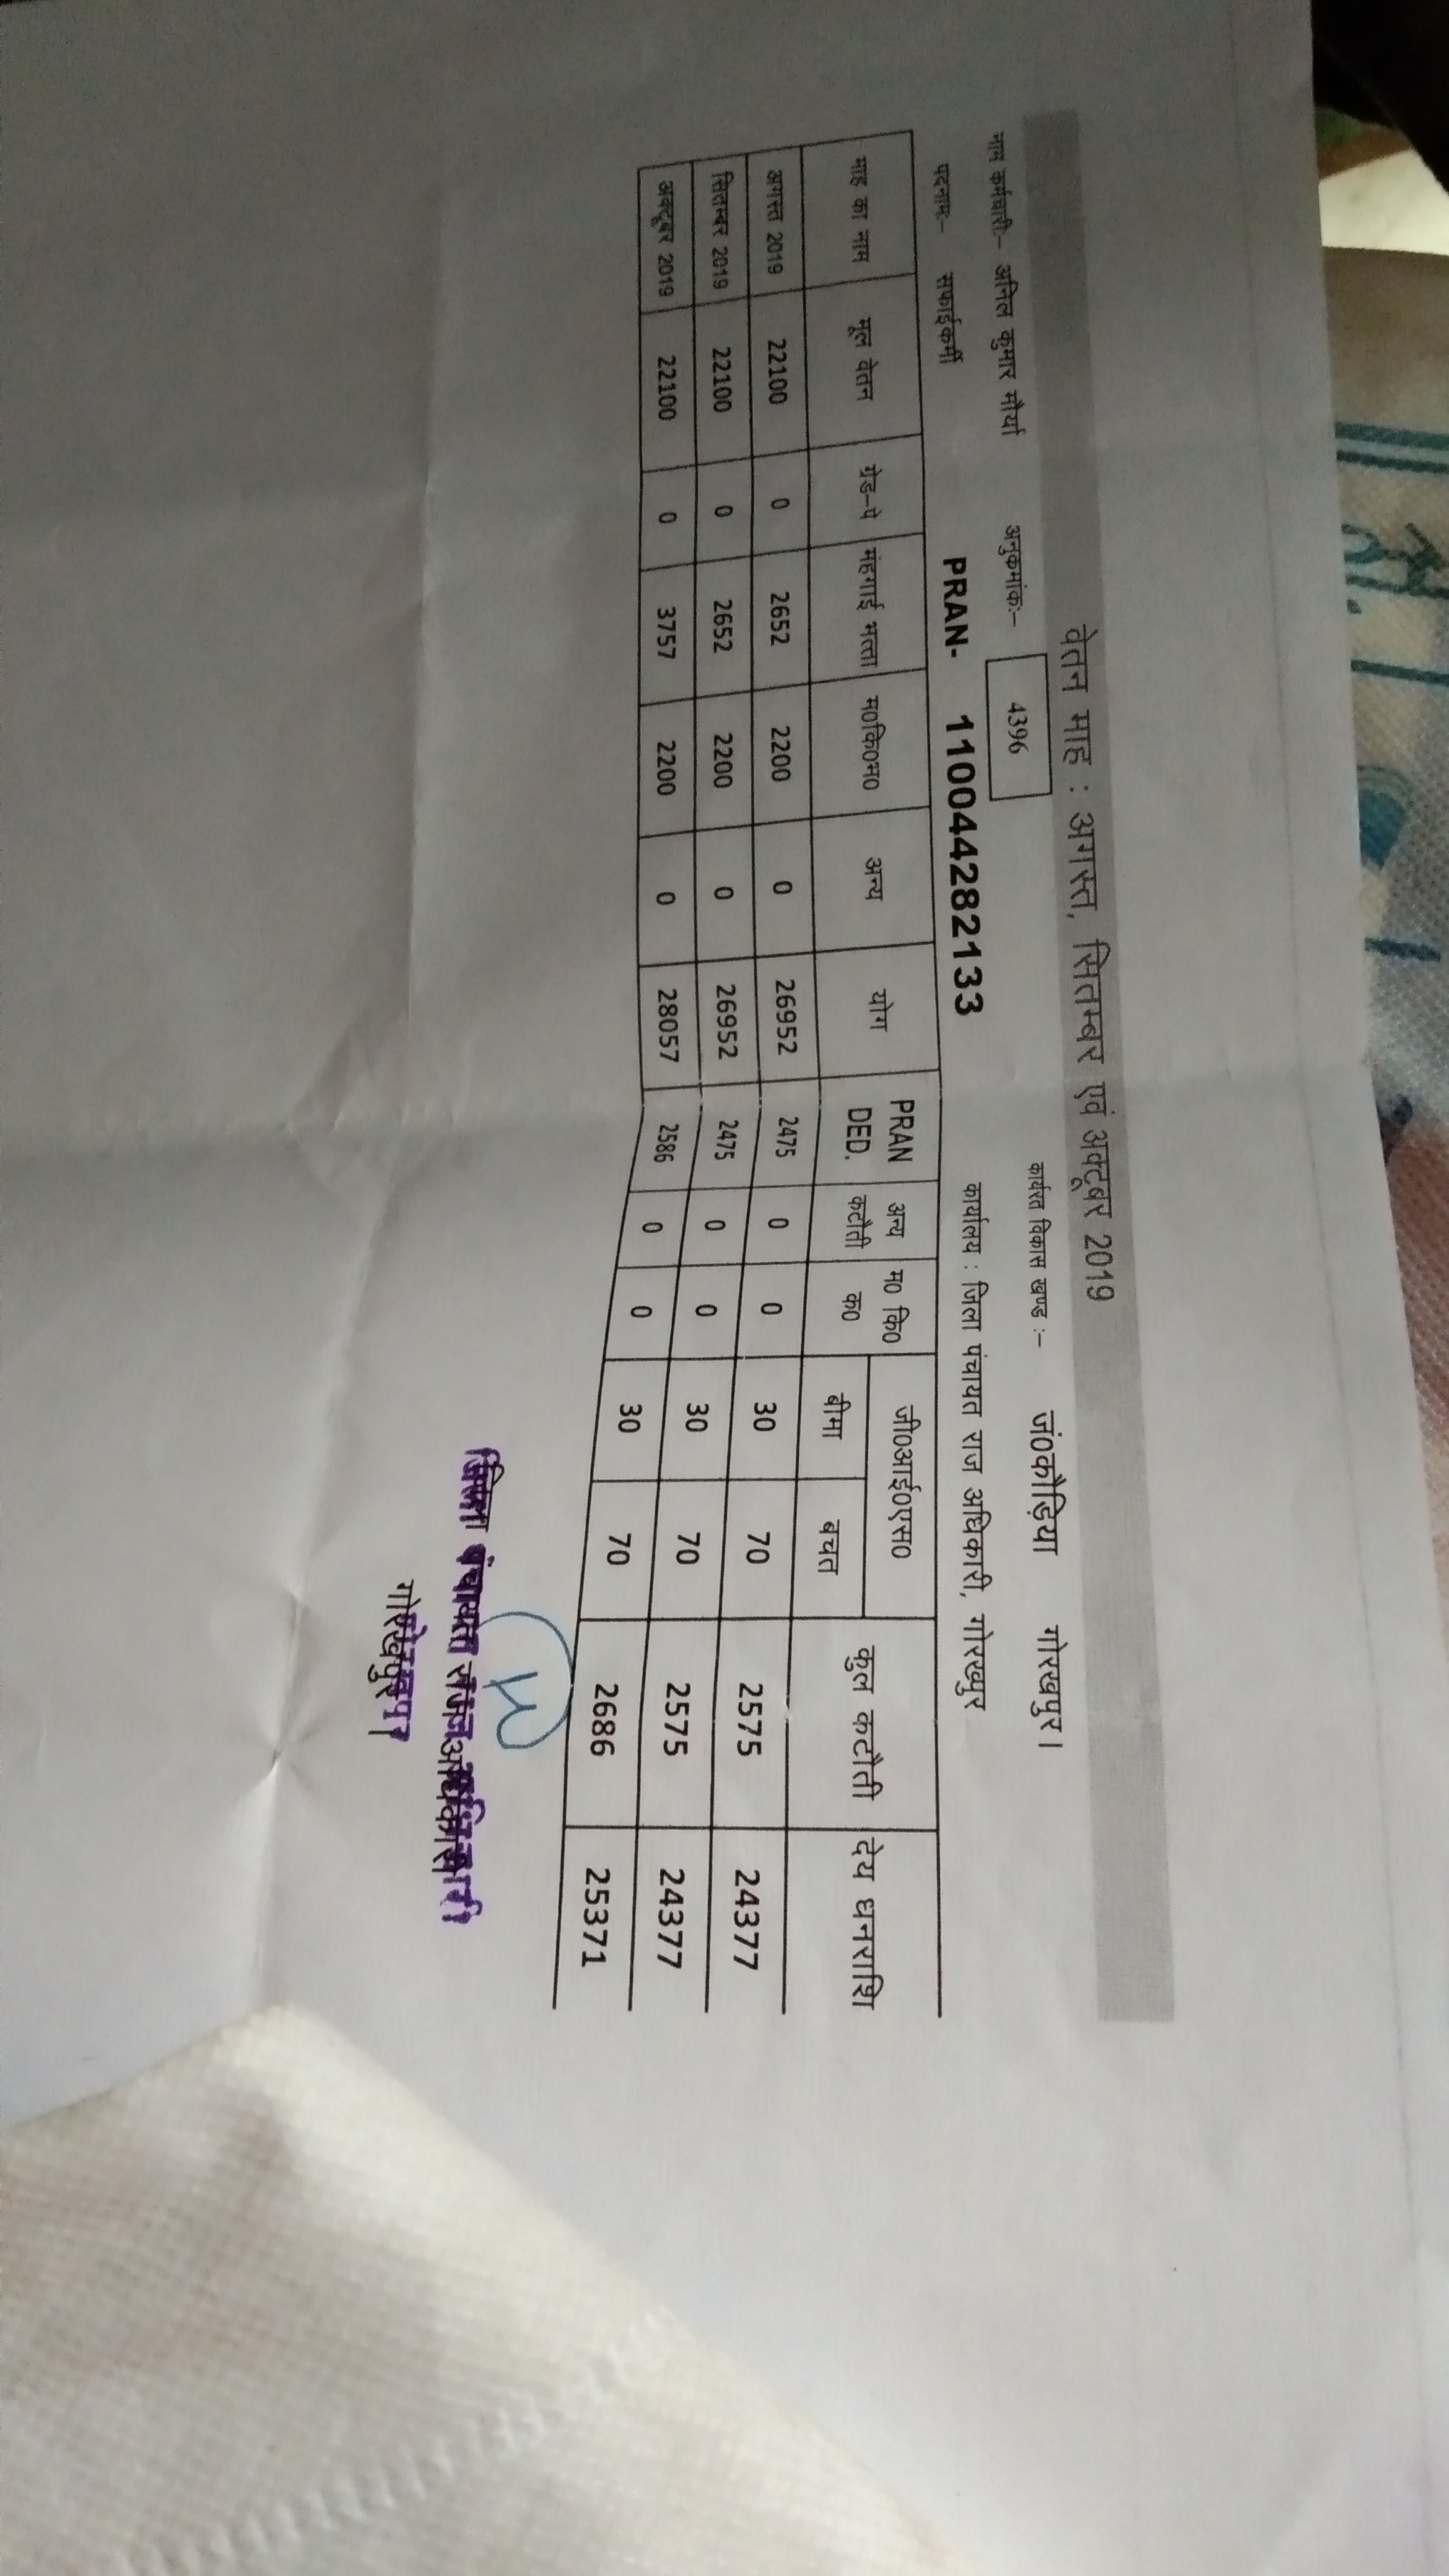 वेतन माह : अगस्त, सितम्बर एवं अक्टूबर 2019
नाम कर्मचारी:- अनिल कुमार मौर्या अनुक्रमांक:- 4396 कार्यरत विकास खण्ड :- जं0कौड़िया गोरखपुर।
पदनाम:- सफाईकर्मी PRAN- 110044282133 कार्यालय : जिला पंचायत राज अधिकारी, गोरखपुर
माह का नाम मूल वेतन ग्रेड-पे मंहगाई भत्ता म0कि0भ0 अन्य योग PRAN DED. अन्य कटौती म0 कि0 क0 जी0आई0एस0 बीमा बचत कुल कटौती देय धनराशि
अगस्त 2019 22100 0 2652 2200 0 26952 2475 0 0 30 70 2575 24377
सितम्बर 2019 22100 0 2652 2200 0 26952 2475 0 0 30 70 2575 24377
अक्टूबर 2019 22100 0 3757 2200 0 28057 2586 0 0 30 70 2686 25371
जिला पंचायत राज अधिकारी
गोरखपुर